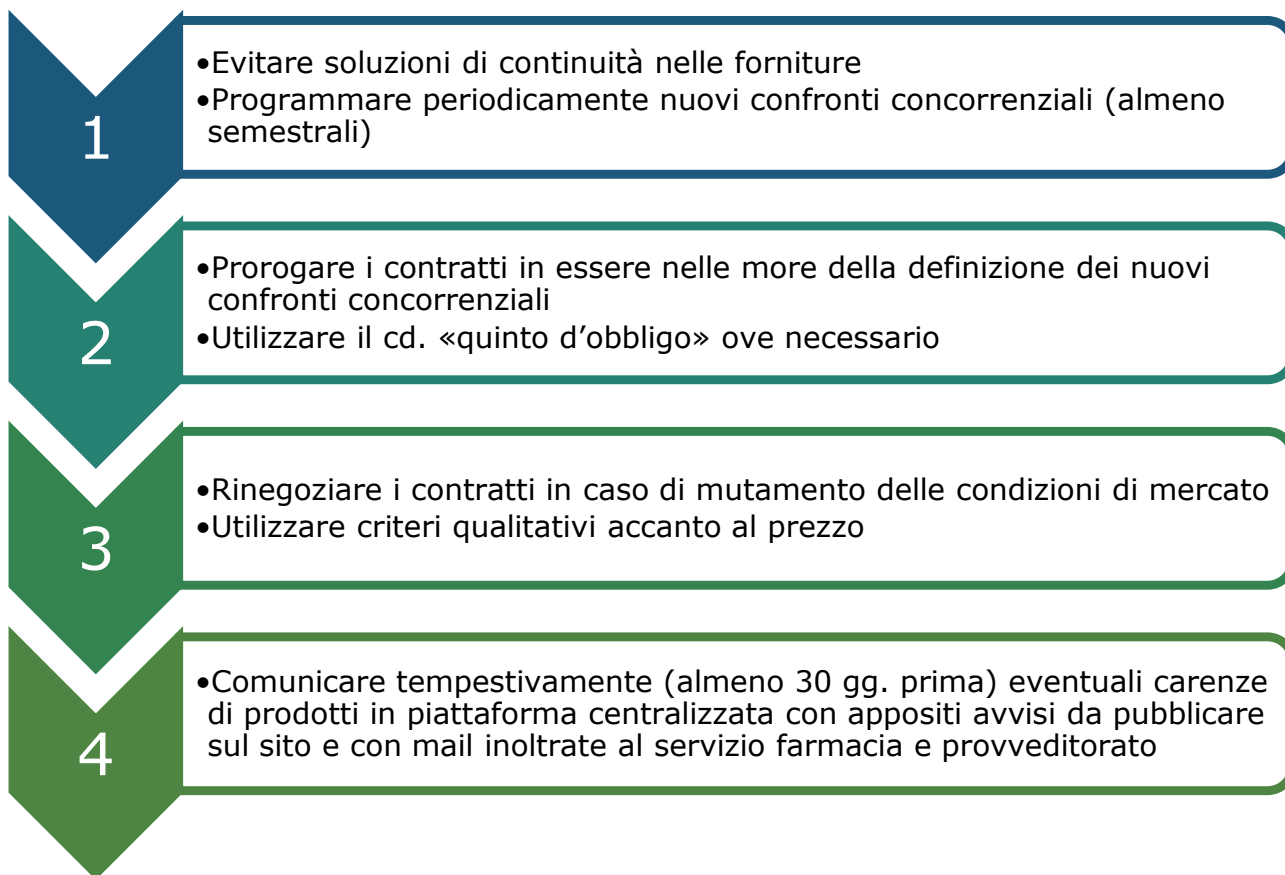 1
•Evitare soluzioni di continuità nelle forniture
•Programmare periodicamente nuovi confronti concorrenziali (almeno
semestrali)
2
•Prorogare i contratti in essere nelle more della definizione dei nuovi
confronti concorrenziali
•Utilizzare il cd. «quinto d’obbligo» ove necessario
3
•Rinegoziare i contratti in caso di mutamento delle condizioni di mercato
•Utilizzare criteri qualitativi accanto al prezzo
4
•Comunicare tempestivamente (almeno 30 gg. prima) eventuali carenze
di prodotti in piattaforma centralizzata con appositi avvisi da pubblicare
sul sito e con mail inoltrate al servizio farmacia e provveditorato